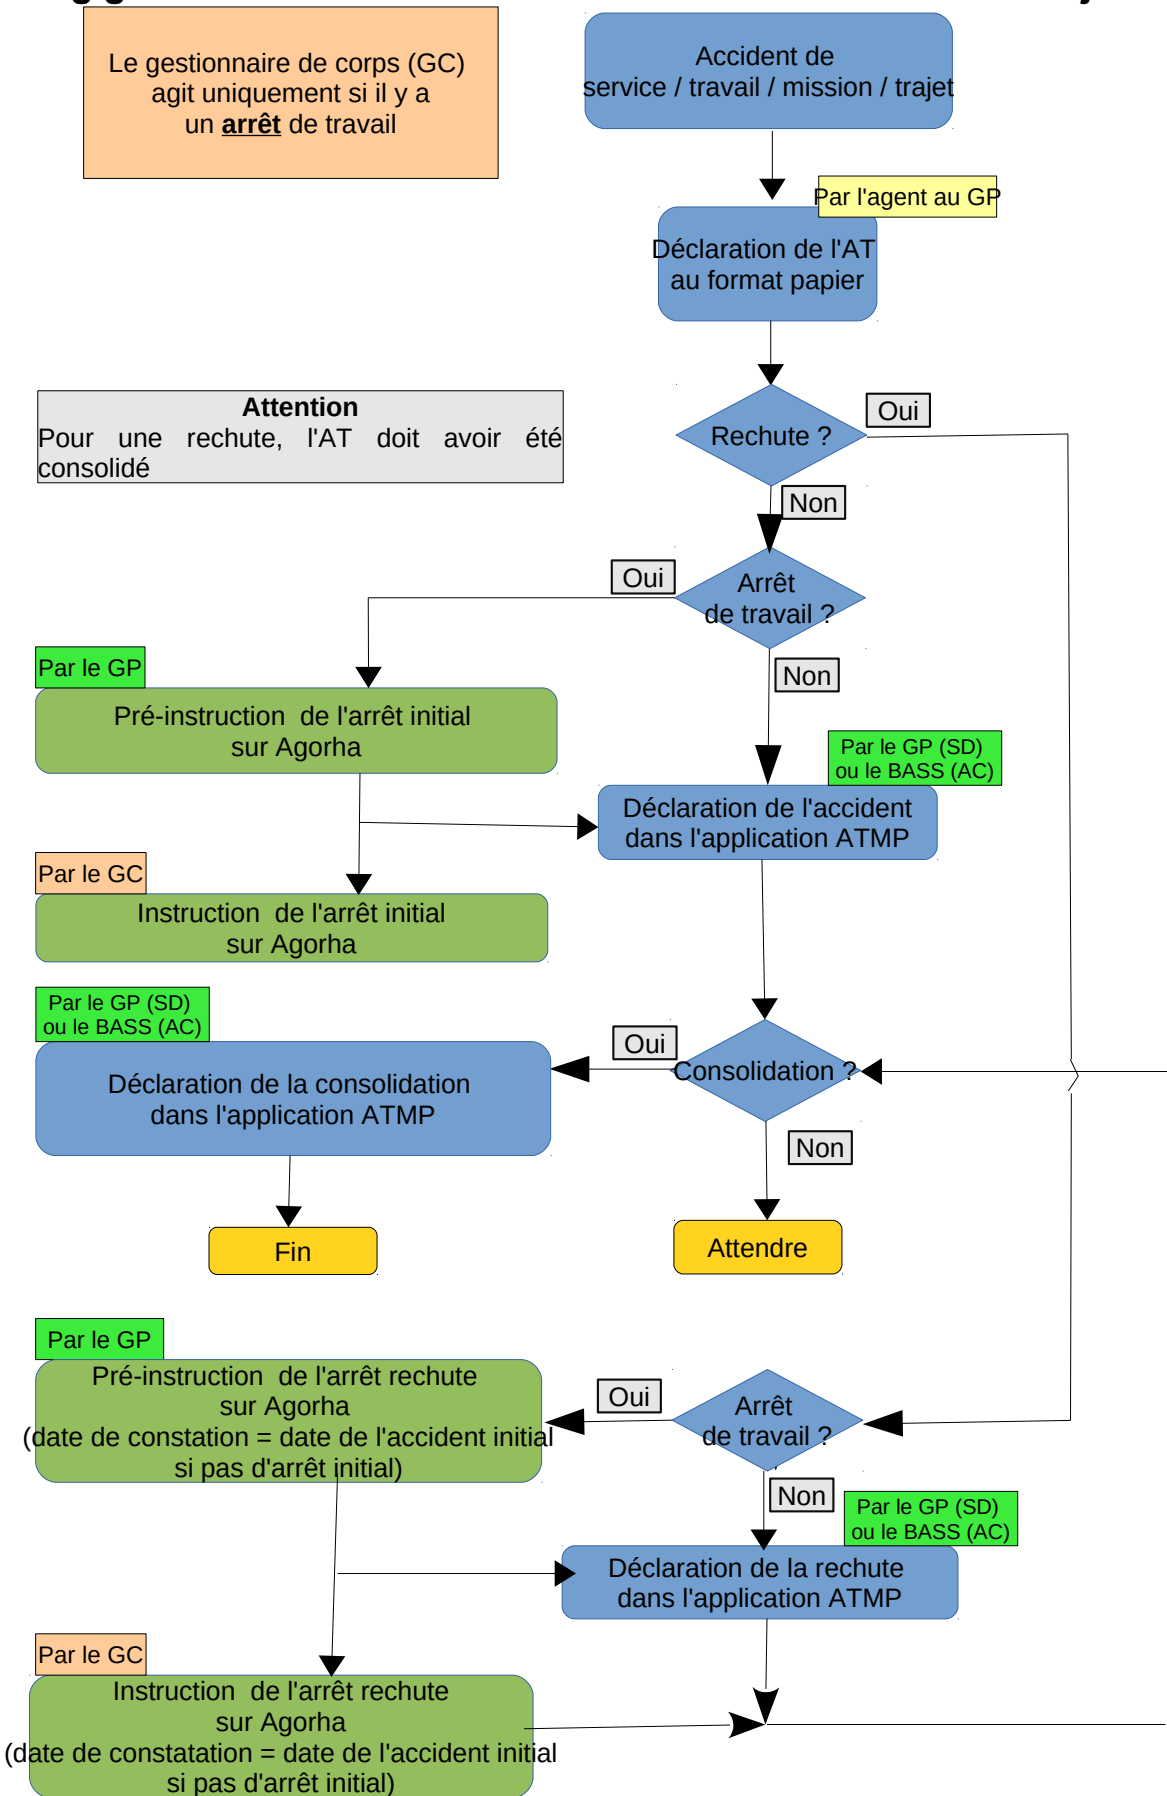 Le gestionnaire de corps (GC)
agit uniquement si il y a
un arrêt de travail
Accident de
service / travail / mission / trajet
Par l'agent au GP
Déclaration de l'AT
au format papier
Attention
Pour une rechute, l'AT doit avoir été
consolidé
Rechute ?
Oui
Non
Arrêt
de travail ?
Oui
Non
Par le GP
Pré-instruction de l'arrêt initial
sur Agorha
Par le GP (SD)
ou le BASS (AC)
Déclaration de l'accident
dans l'application ATMP
Par le GC
Instruction de l'arrêt initial
sur Agorha
Par le GP (SD)
ou le BASS (AC)
Déclaration de la consolidation
dans l'application ATMP
Oui
Consolidation ?
Non
Fin
Attendre
Par le GP
Pré-instruction de l'arrêt rechute
sur Agorha
(date de constation = date de l'accident initial
si pas d'arrêt initial)
Oui
Arrêt
de travail ?
Non
Par le GP (SD)
ou le BASS (AC)
Déclaration de la rechute
dans l'application ATMP
Par le GC
Instruction de l'arrêt rechute
sur Agorha
(date de constatation = date de l'accident initial
si pas d'arrêt initial)